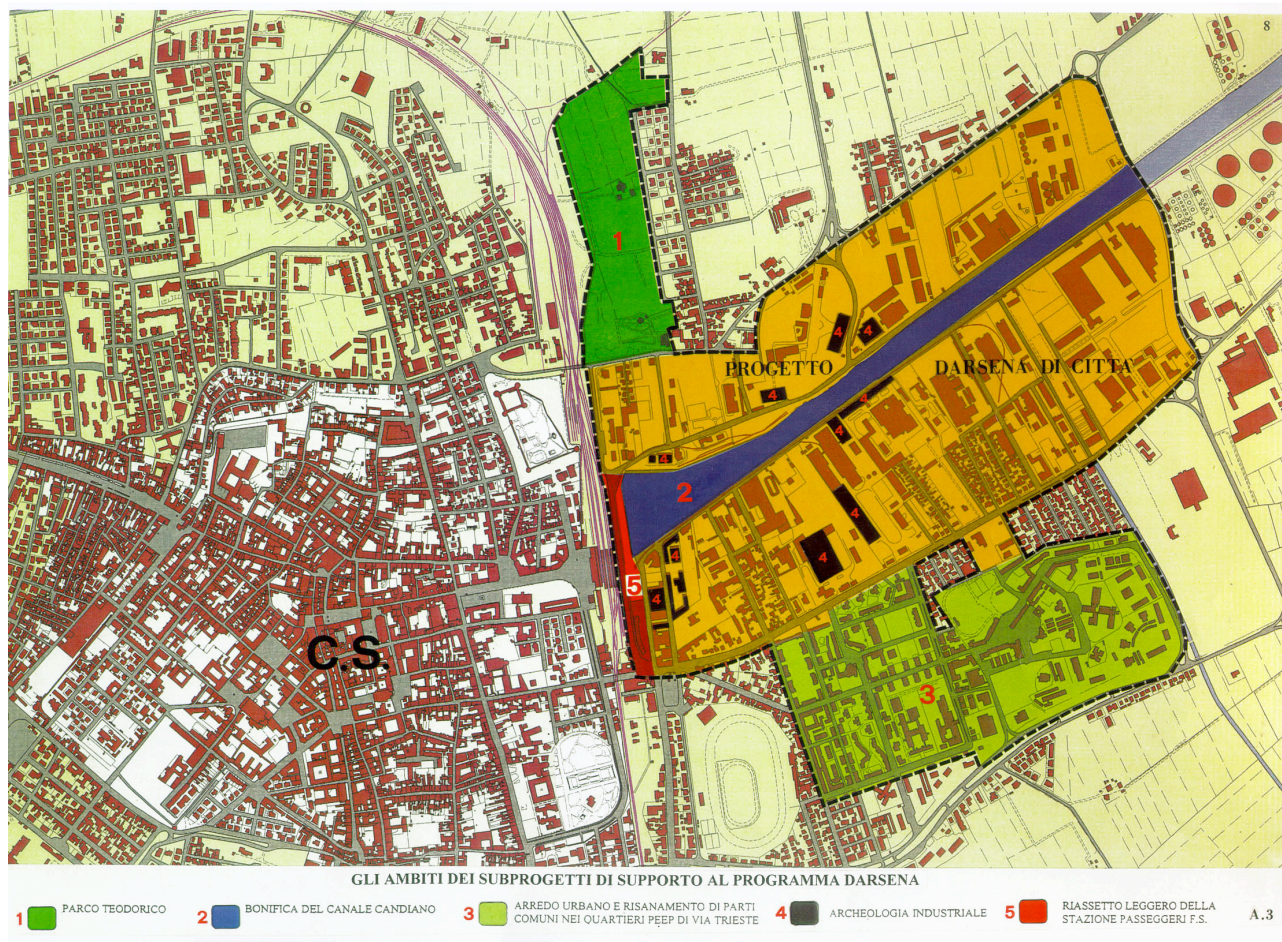 8
1
PROGETTO DARSENA DI CITTA'
4
4
4
4
4
4
2
4
4
4
4
5
C.S.
3
GLI AMBITI DEI SUBPROGETTI DI SUPPORTO AL PROGRAMMA DARSENA
1 PARCO TEODORICO
2 BONIFICA DEL CANALE CANDIANO
3 ARREDO URBANO E RISANAMENTO DI PARTI
COMUNI NEI QUARTIERI PEEP DI VIA TRIESTE
4 ARCHEOLOGIA INDUSTRIALE
5 RIASSETTO LEGGERO DELLA
STAZIONE PASSEGGERI F.S.
A.3